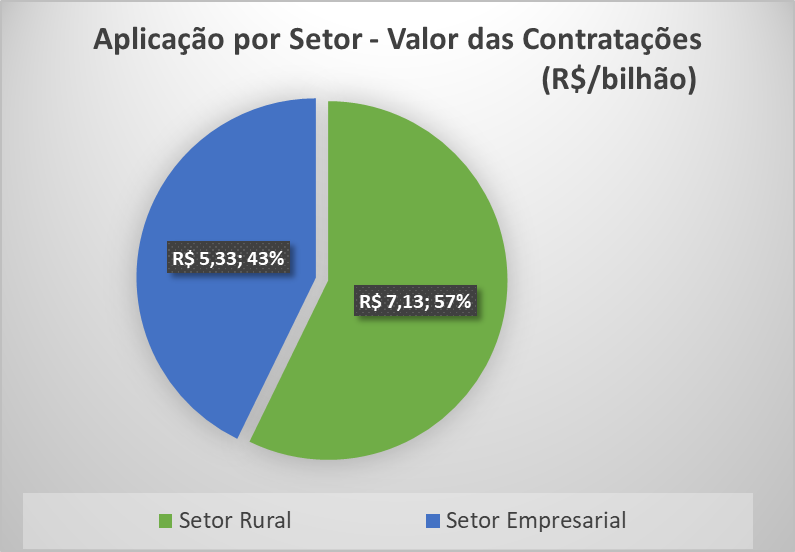 Aplicação por Setor - Valor das Contratações
(R$/bilhão)
R$ 5,33; 43%
R$ 7,13; 57%
Setor Rural
Setor Empresarial